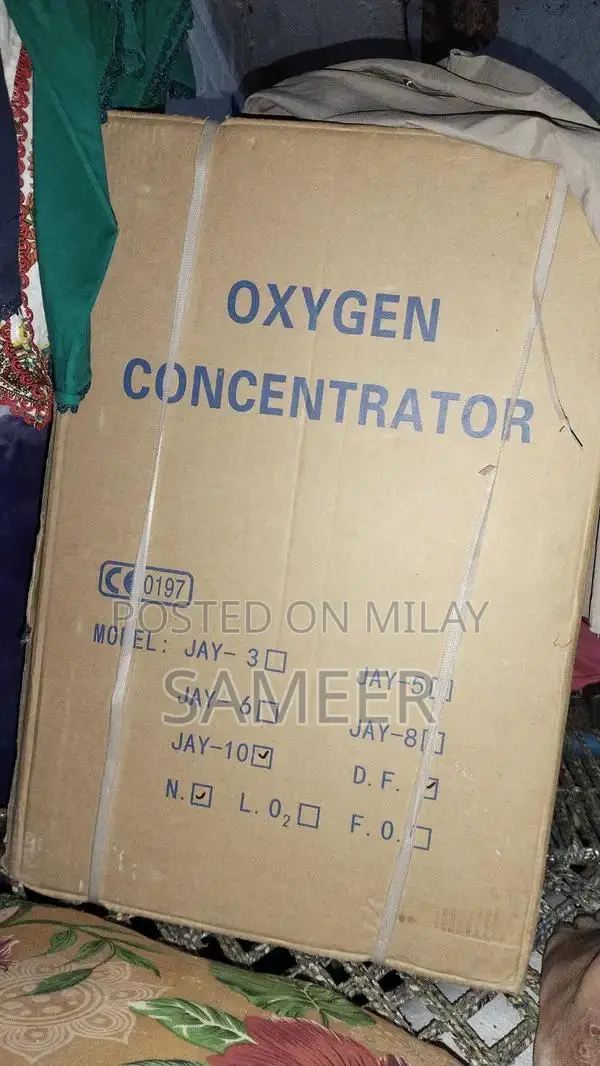 OXYGEN
CONCENTRATOR
CE 0197
POSTED ON MILAY
MODEL: JAY- 3☐ JAY-5☐
SAMEER
JAY- 6☐ JAY-8☐
JAY-10☑ D.F.☑
N.☑ L.O₂☐ F.O.☐